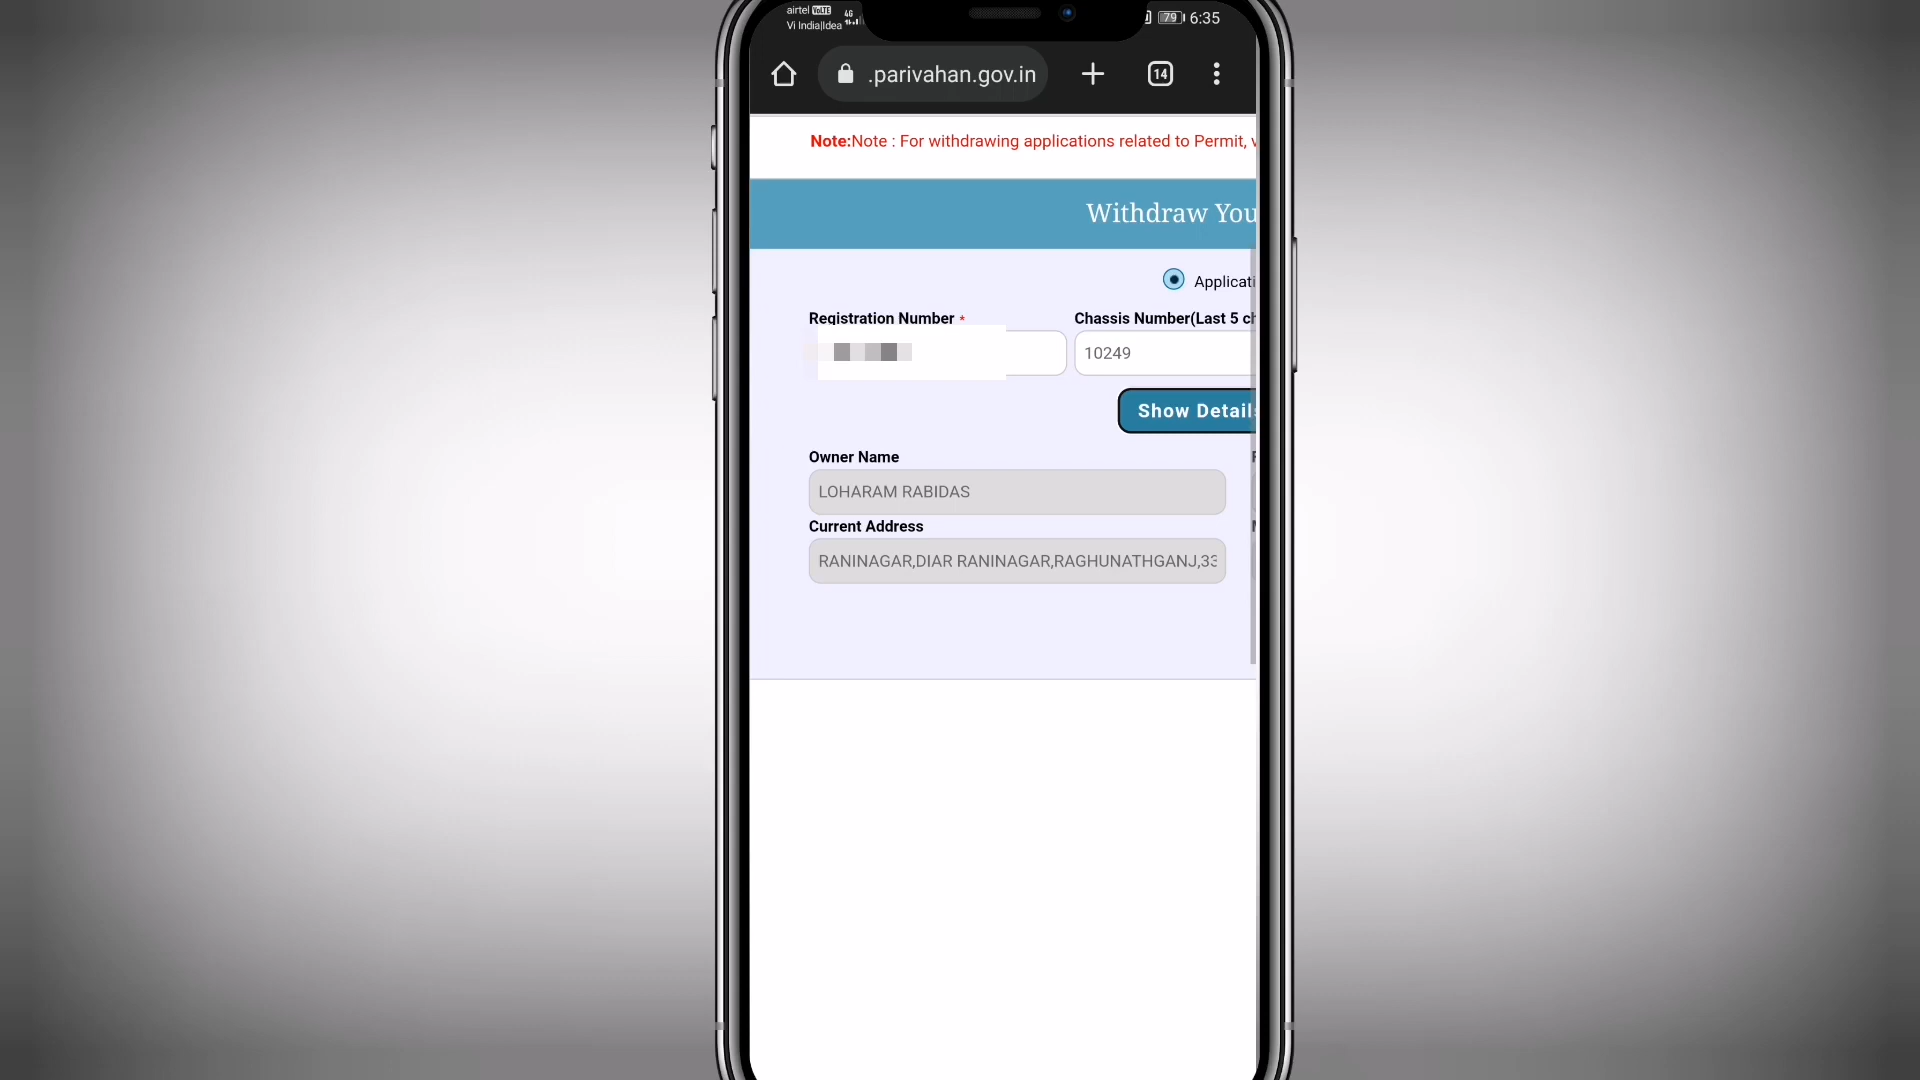 airtel VoLTE
4G
Vi India|Idea
79 6:35
.parivahan.gov.in
14
Note:Note : For withdrawing applications related to Permit,
Withdraw You
Applicati
Registration Number *
Chassis Number(Last 5 ch
10249
Show Details
Owner Name
LOHARAM RABIDAS
Current Address
RANINAGAR,DIAR RANINAGAR,RAGHUNATHGANJ,33